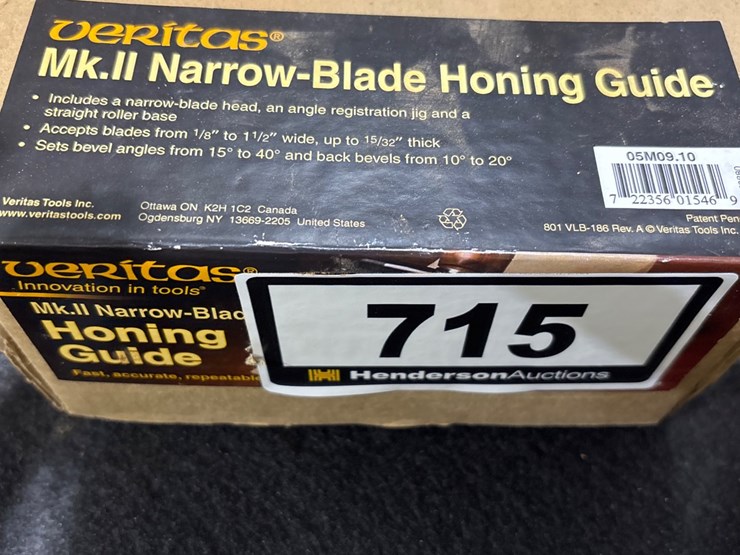 veritas®
Mk.II Narrow-Blade Honing Guide
• Includes a narrow-blade head, an angle registration jig and a
straight roller base
• Accepts blades from 1/8" to 1 1/2" wide, up to 15/32" thick
• Sets bevel angles from 15° to 40° and back bevels from 10° to 20°
05M09.10
7 22356 01546 9
Veritas Tools Inc.
www.veritastools.com
Ottawa ON K2H 1C2 Canada
Ogdensburg NY 13669-2205 United States
Patent Pen
801 VLB-186 Rev. A © Veritas Tools Inc.
veritas®
Innovation in tools
Mk.II Narrow-Blad
Honing
Guide
Fast, accurate, repeatable
715
HendersonAuctions